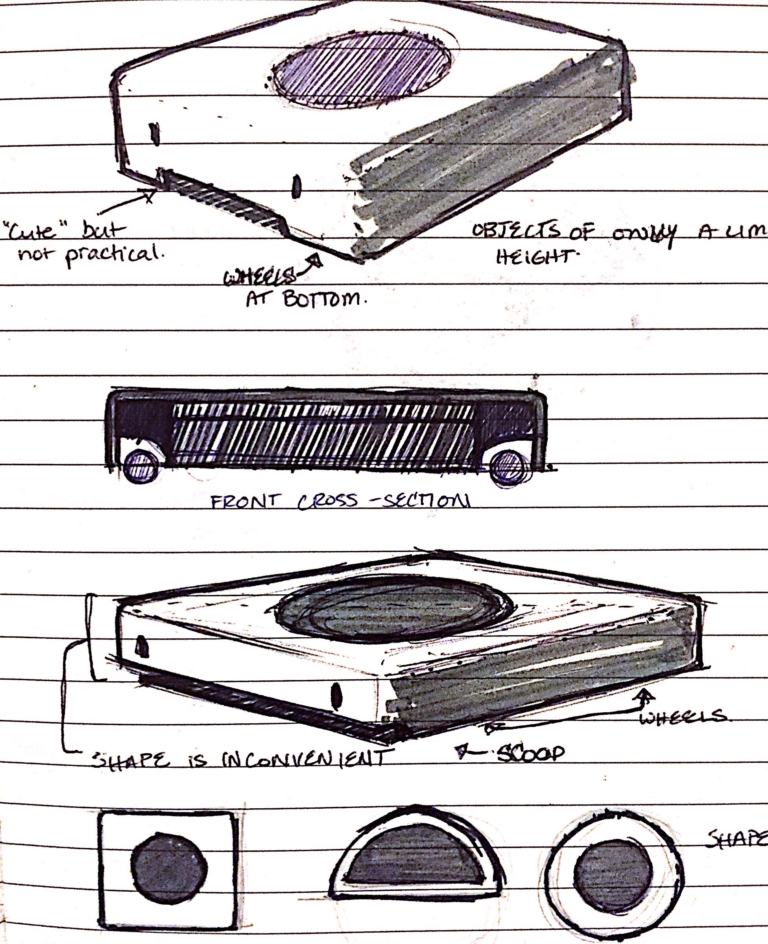 "Cute" but
not practical.
WHEELS
AT BOTTOM.
OBJECTS OF ONLY A LIM
HEIGHT.
FRONT CROSS-SECTION
WHEELS.
SCOOP
SHAPE IS INCONVENIENT
SHAPE